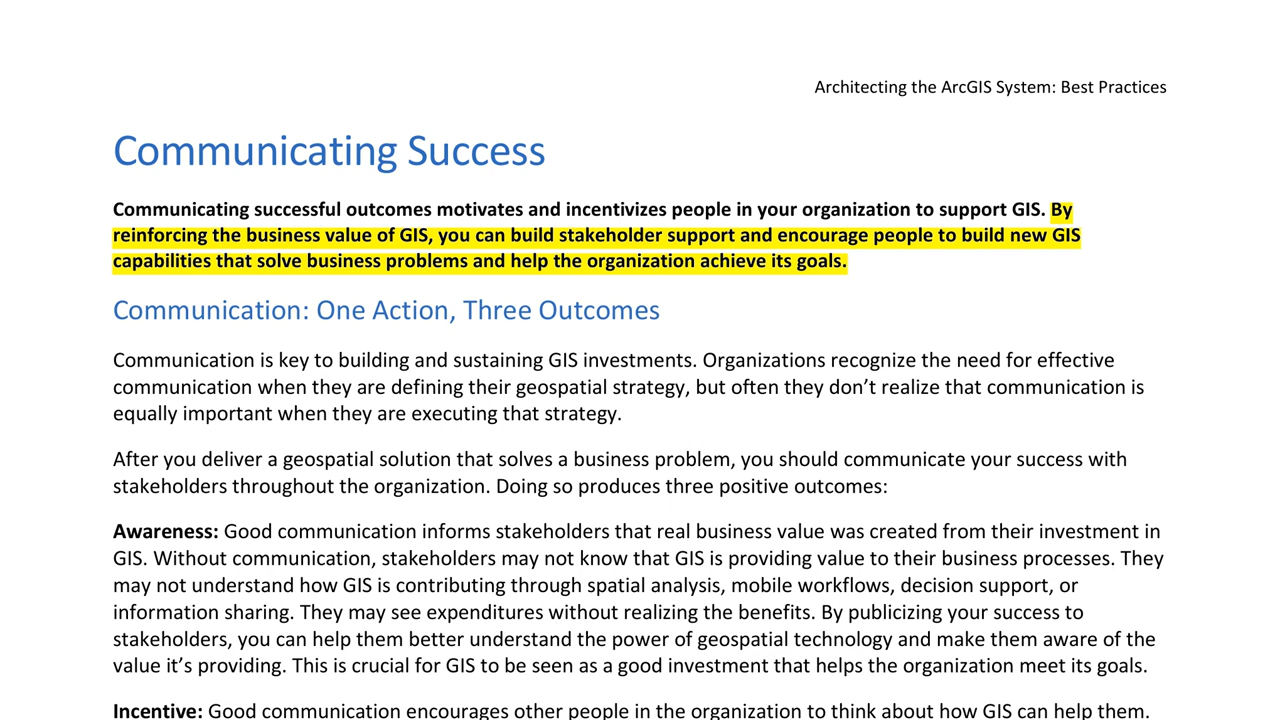 Architecting the ArcGIS System: Best Practices
Communicating Success
Communicating successful outcomes motivates and incentivizes people in your organization to support GIS. By
reinforcing the business value of GIS, you can build stakeholder support and encourage people to build new GIS
capabilities that solve business problems and help the organization achieve its goals.
Communication: One Action, Three Outcomes
Communication is key to building and sustaining GIS investments. Organizations recognize the need for effective
communication when they are defining their geospatial strategy, but often they don’t realize that communication is
equally important when they are executing that strategy.
After you deliver a geospatial solution that solves a business problem, you should communicate your success with
stakeholders throughout the organization. Doing so produces three positive outcomes:
Awareness: Good communication informs stakeholders that real business value was created from their investment in
GIS. Without communication, stakeholders may not know that GIS is providing value to their business processes. They
may not understand how GIS is contributing through spatial analysis, mobile workflows, decision support, or
information sharing. They may see expenditures without realizing the benefits. By publicizing your success to
stakeholders, you can help them better understand the power of geospatial technology and make them aware of the
value it’s providing. This is crucial for GIS to be seen as a good investment that helps the organization meet its goals.
Incentive: Good communication encourages other people in the organization to think about how GIS can help them.